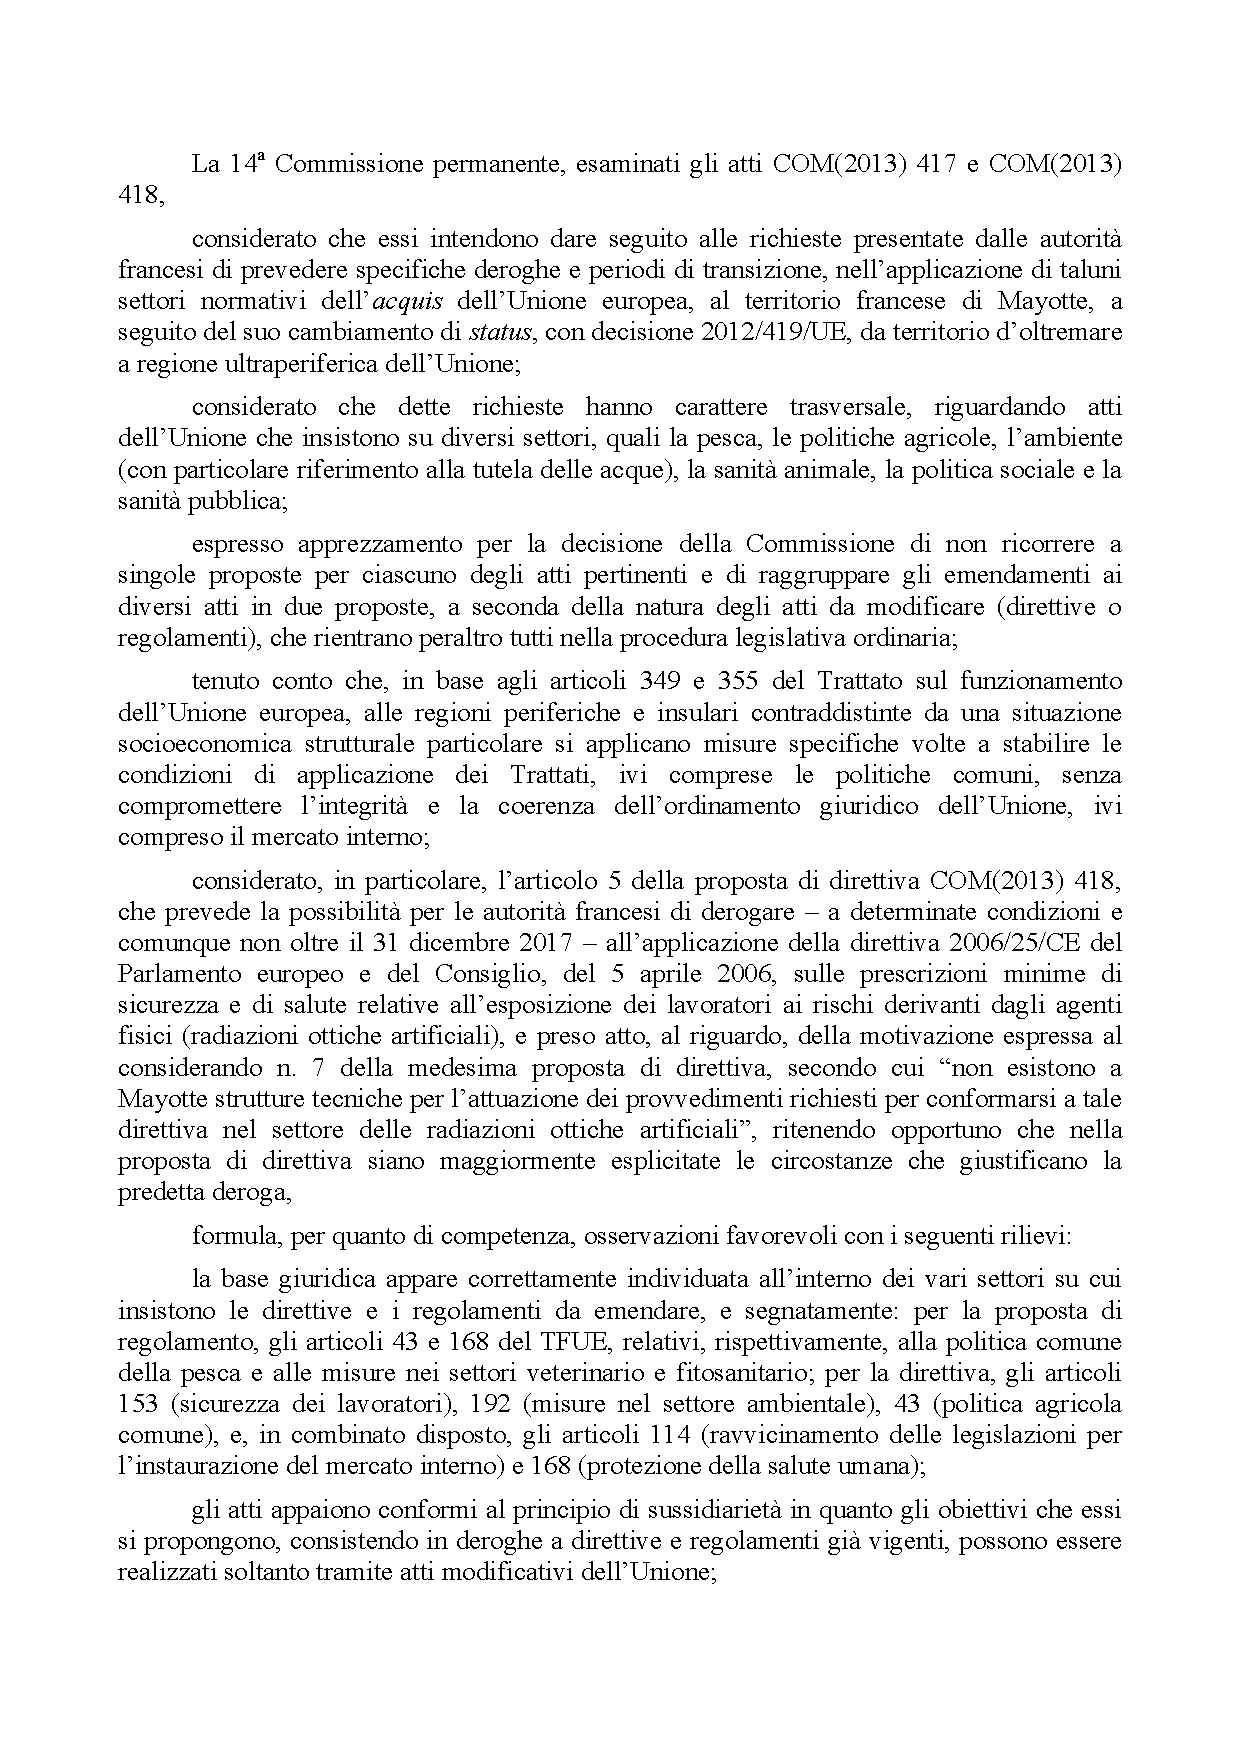 La 14ª Commissione permanente, esaminati gli atti COM(2013) 417 e COM(2013)
418,
considerato che essi intendono dare seguito alle richieste presentate dalle autorità
francesi di prevedere specifiche deroghe e periodi di transizione, nell’applicazione di taluni
settori normativi dell’acquis dell’Unione europea, al territorio francese di Mayotte, a
seguito del suo cambiamento di status, con decisione 2012/419/UE, da territorio d’oltremare
a regione ultraperiferica dell’Unione;
considerato che dette richieste hanno carattere trasversale, riguardando atti
dell’Unione che insistono su diversi settori, quali la pesca, le politiche agricole, l’ambiente
(con particolare riferimento alla tutela delle acque), la sanità animale, la politica sociale e la
sanità pubblica;
espresso apprezzamento per la decisione della Commissione di non ricorrere a
singole proposte per ciascuno degli atti pertinenti e di raggruppare gli emendamenti ai
diversi atti in due proposte, a seconda della natura degli atti da modificare (direttive o
regolamenti), che rientrano peraltro tutti nella procedura legislativa ordinaria;
tenuto conto che, in base agli articoli 349 e 355 del Trattato sul funzionamento
dell’Unione europea, alle regioni periferiche e insulari contraddistinte da una situazione
socioeconomica strutturale particolare si applicano misure specifiche volte a stabilire le
condizioni di applicazione dei Trattati, ivi comprese le politiche comuni, senza
compromettere l’integrità e la coerenza dell’ordinamento giuridico dell’Unione, ivi
compreso il mercato interno;
considerato, in particolare, l’articolo 5 della proposta di direttiva COM(2013) 418,
che prevede la possibilità per le autorità francesi di derogare – a determinate condizioni e
comunque non oltre il 31 dicembre 2017 – all’applicazione della direttiva 2006/25/CE del
Parlamento europeo e del Consiglio, del 5 aprile 2006, sulle prescrizioni minime di
sicurezza e di salute relative all’esposizione dei lavoratori ai rischi derivanti dagli agenti
fisici (radiazioni ottiche artificiali), e preso atto, al riguardo, della motivazione espressa al
considerando n. 7 della medesima proposta di direttiva, secondo cui “non esistono a
Mayotte strutture tecniche per l’attuazione dei provvedimenti richiesti per conformarsi a tale
direttiva nel settore delle radiazioni ottiche artificiali”, ritenendo opportuno che nella
proposta di direttiva siano maggiormente esplicitate le circostanze che giustificano la
predetta deroga,
formula, per quanto di competenza, osservazioni favorevoli con i seguenti rilievi:
la base giuridica appare correttamente individuata all’interno dei vari settori su cui
insistono le direttive e i regolamenti da emendare, e segnatamente: per la proposta di
regolamento, gli articoli 43 e 168 del TFUE, relativi, rispettivamente, alla politica comune
della pesca e alle misure nei settori veterinario e fitosanitario; per la direttiva, gli articoli
153 (sicurezza dei lavoratori), 192 (misure nel settore ambientale), 43 (politica agricola
comune), e, in combinato disposto, gli articoli 114 (ravvicinamento delle legislazioni per
l’instaurazione del mercato interno) e 168 (protezione della salute umana);
gli atti appaiono conformi al principio di sussidiarietà in quanto gli obiettivi che essi
si propongono, consistendo in deroghe a direttive e regolamenti già vigenti, possono essere
realizzati soltanto tramite atti modificativi dell’Unione;